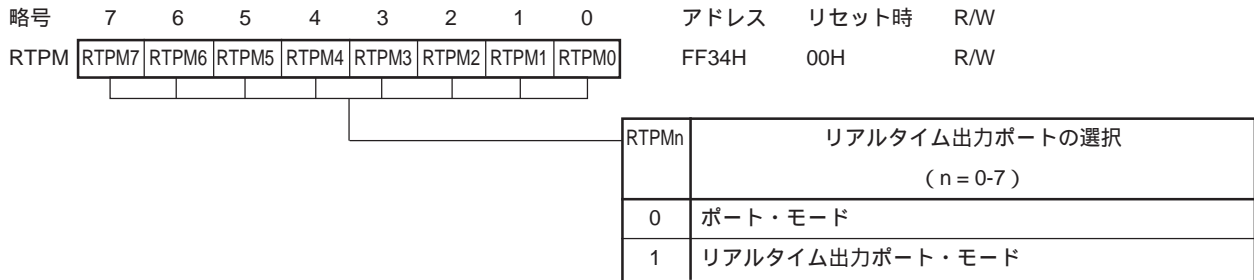 略号 7 6 5 4 3 2 1 0 アドレス リセット時 R/W
RTPM RTPM7 RTPM6 RTPM5 RTPM4 RTPM3 RTPM2 RTPM1 RTPM0 FF34H 00H R/W
RTPMn リアルタイム出力ポートの選択
（n = 0-7）
0 ポート・モード
1 リアルタイム出力ポート・モード